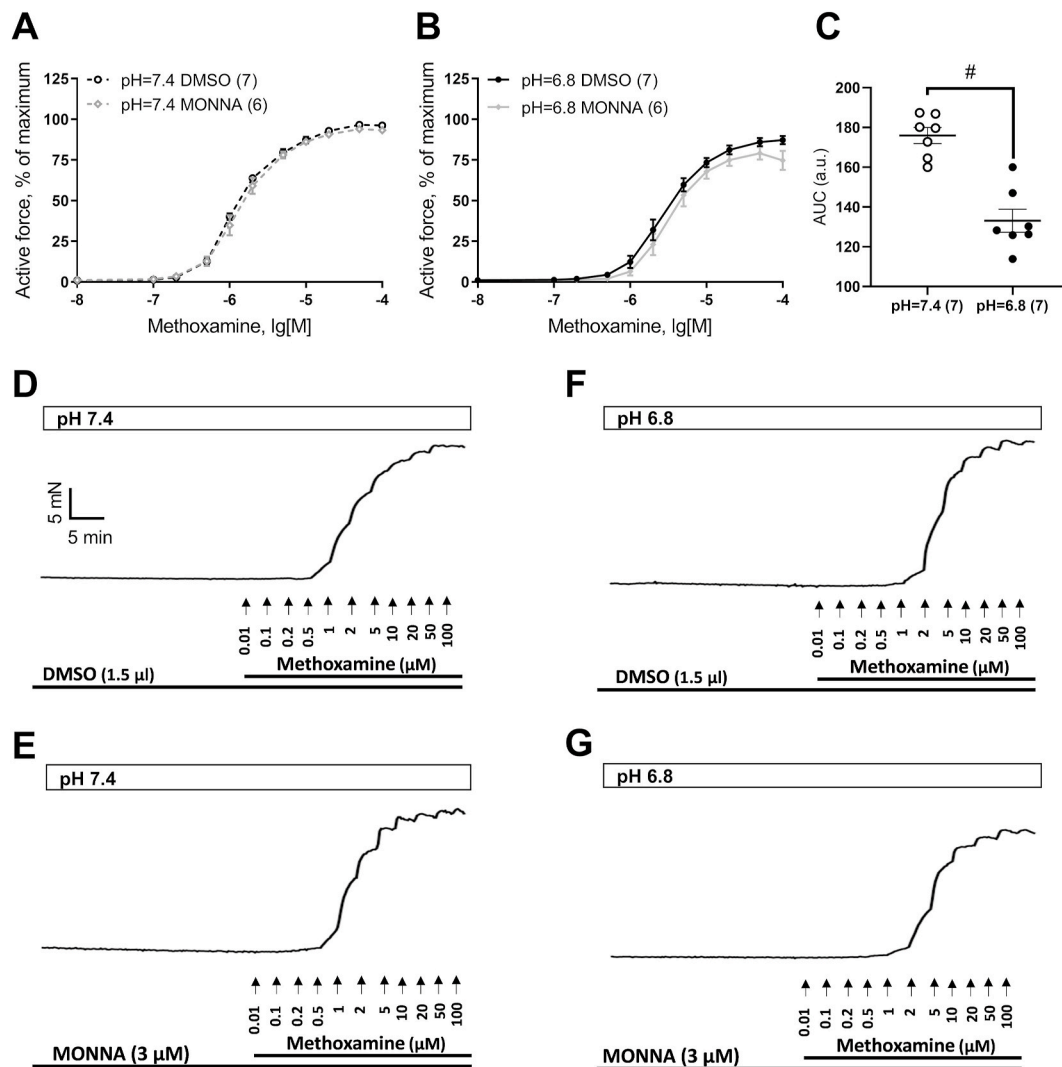 A
Active force, % of maximum
125
100
75
50
25
0
pH=7.4 DMSO (7)
pH=7.4 MONNA (6)
-8
-7
-6
-5
-4
Methoxamine, lg[M]
B
Active force, % of maximum
125
100
75
50
25
0
pH=6.8 DMSO (7)
pH=6.8 MONNA (6)
-8
-7
-6
-5
-4
Methoxamine, lg[M]
C
#
AUC (a.u.)
200
180
160
140
120
100
pH=7.4 (7)
pH=6.8 (7)
D
pH 7.4
5 mN
5 min
0.01
0.1
0.2
0.5
1
2
5
10
20
50
100
Methoxamine (μM)
DMSO (1.5 μl)
F
pH 6.8
0.01
0.1
0.2
0.5
1
2
5
10
20
50
100
Methoxamine (μM)
DMSO (1.5 μl)
E
pH 7.4
0.01
0.1
0.2
0.5
1
2
5
10
20
50
100
Methoxamine (μM)
MONNA (3 μM)
G
pH 6.8
0.01
0.1
0.2
0.5
1
2
5
10
20
50
100
Methoxamine (μM)
MONNA (3 μM)